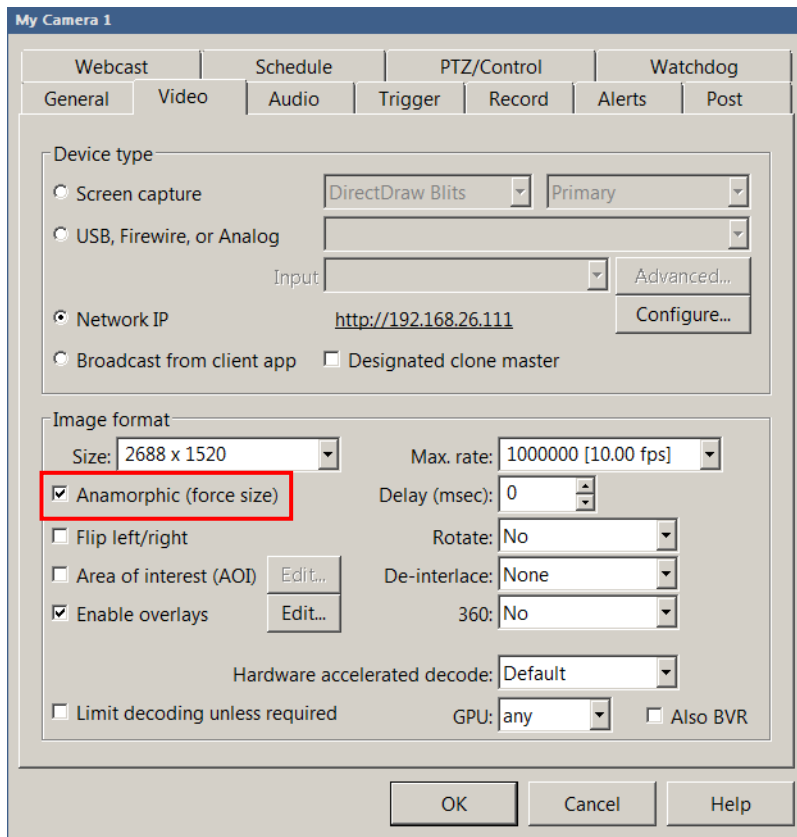 My Camera 1
Webcast Schedule PTZ/Control Watchdog
General Video Audio Trigger Record Alerts Post
Device type
Screen capture DirectDraw Blits Primary
USB, Firewire, or Analog
Input Advanced...
Network IP http://192.168.26.111 Configure...
Broadcast from client app Designated clone master
Image format
Size: 2688 x 1520 Max. rate: 1000000 [10.00 fps]
Anamorphic (force size) Delay (msec): 0
Flip left/right Rotate: No
Area of interest (AOI) Edit... De-interlace: None
Enable overlays Edit... 360: No
Hardware accelerated decode: Default
Limit decoding unless required GPU: any Also BVR
OK Cancel Help